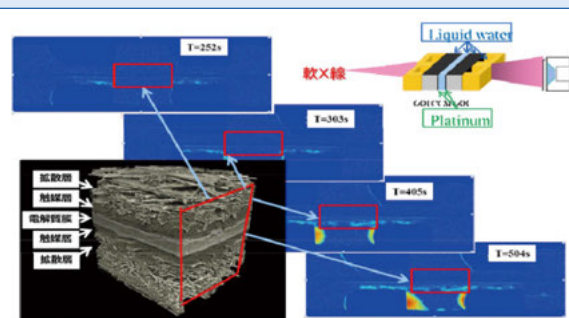 T=252s
Liquid water
軟X線
Platinum
T=303s
T=405s
T=504s
拡散層
触媒層
電解質膜
触媒層
拡散層